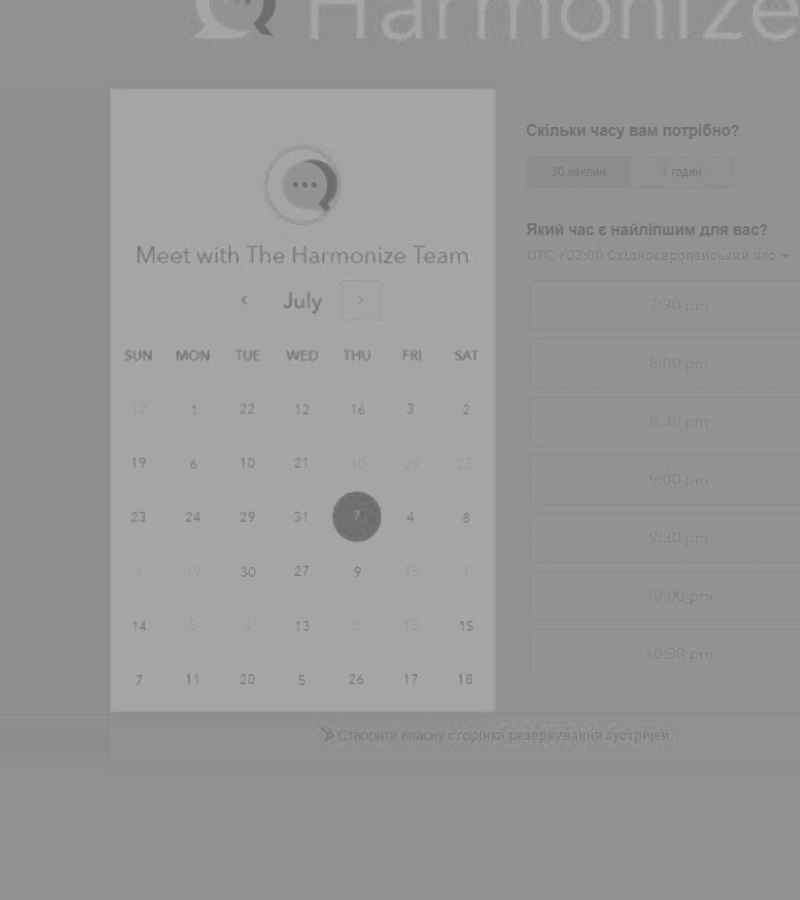 Harmonize
Meet with The Harmonize Team
‹ July ›
SUN MON TUE WED THU FRI SAT
12 1 22 12 16 3 2
19 6 10 21 10 29 25
23 24 29 31 7 4 8
4 19 30 27 9 15 1
14 5 4 13 8 13 15
7 11 20 5 26 17 18
Скільки часу вам потрібно?
30 хвилин 1 годин
Який час є найліпшим для вас?
UTC +03:00 Східноєвропейський час
7:30 pm
8:00 pm
8:30 pm
9:00 pm
9:30 pm
10:00 pm
10:30 pm
Створити власну сторінка резервування зустрічей